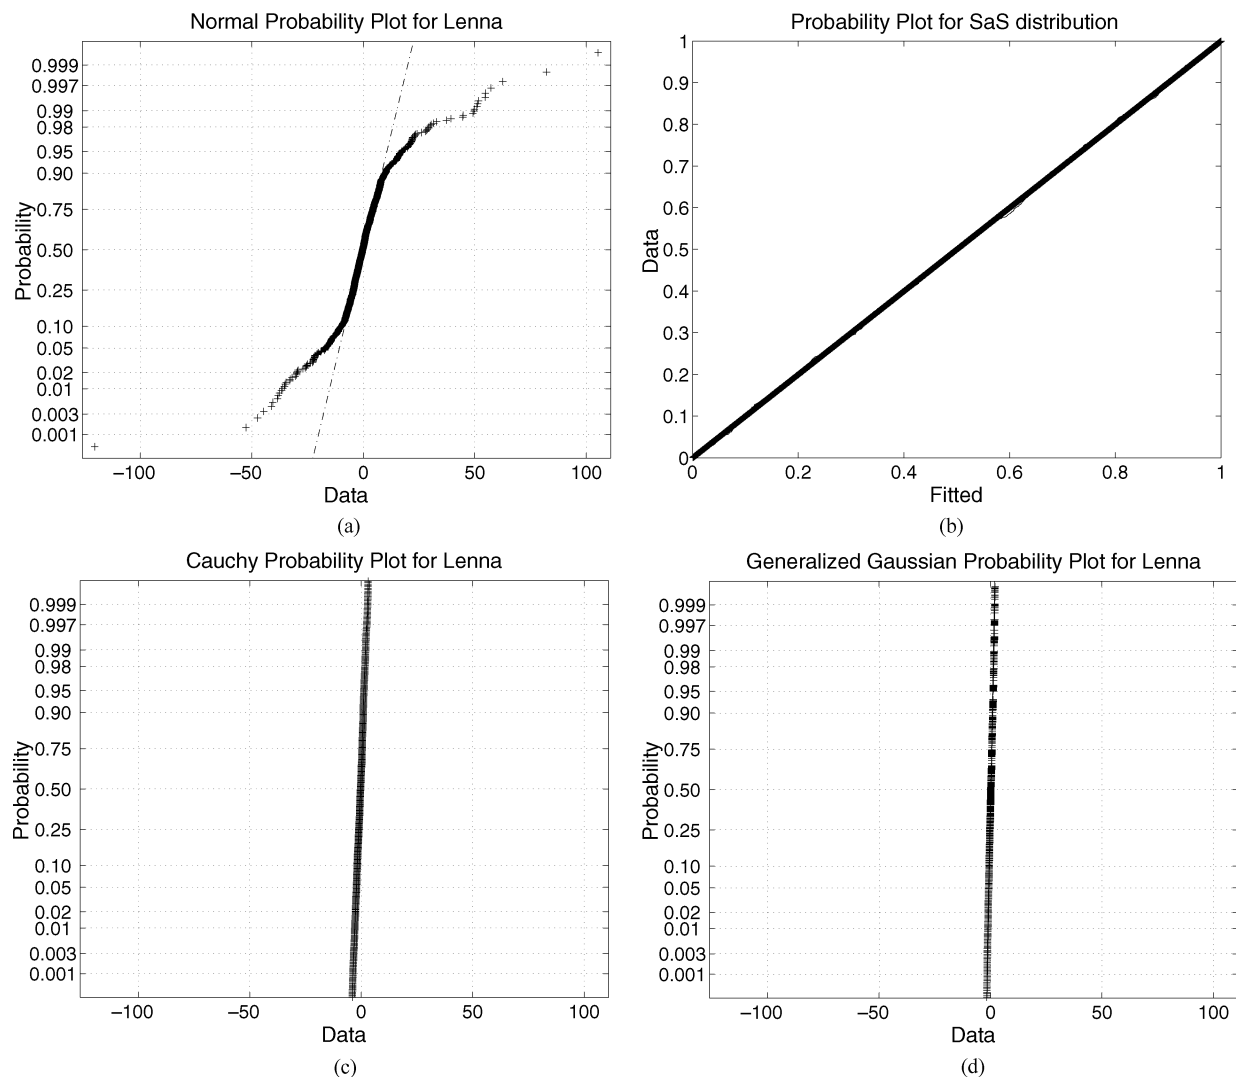 Normal Probability Plot for Lenna
0.999
0.997
0.99
0.98
0.95
0.90
0.75
0.50
0.25
0.10
0.05
0.02
0.01
0.003
0.001
Probability
−100 −50 0 50 100
Data
(a)
Probability Plot for SaS distribution
1
0.9
0.8
0.7
0.6
0.5
0.4
0.3
0.2
0.1
0
Data
0 0.2 0.4 0.6 0.8 1
Fitted
(b)
Cauchy Probability Plot for Lenna
0.999
0.997
0.99
0.98
0.95
0.90
0.75
0.50
0.25
0.10
0.05
0.02
0.01
0.003
0.001
Probability
−100 −50 0 50 100
Data
(c)
Generalized Gaussian Probability Plot for Lenna
0.999
0.997
0.99
0.98
0.95
0.90
0.75
0.50
0.25
0.10
0.05
0.02
0.01
0.003
0.001
Probability
−100 −50 0 50 100
Data
(d)